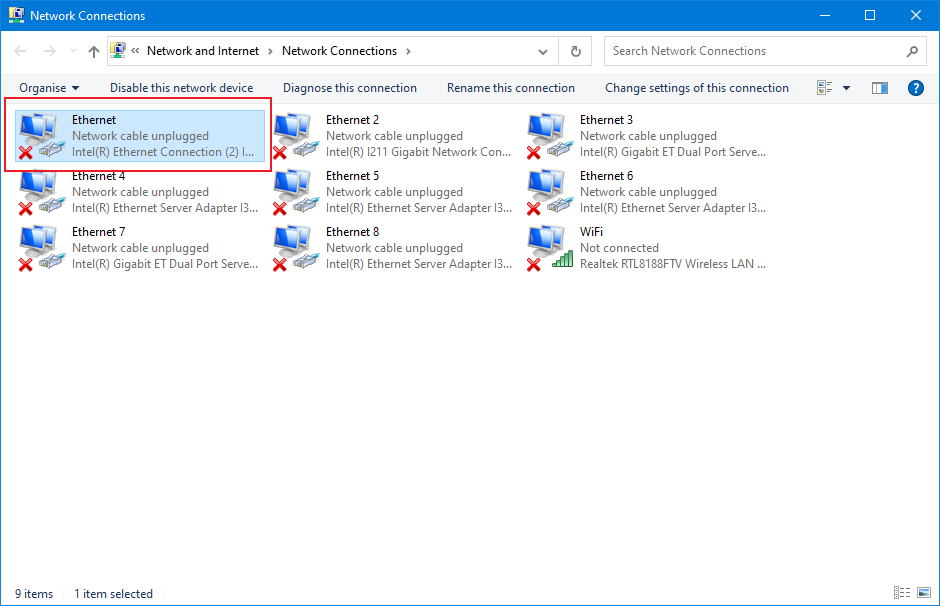 Network Connections
« Network and Internet › Network Connections ›
Search Network Connections
Organise Disable this network device Diagnose this connection Rename this connection Change settings of this connection ?
Ethernet
Network cable unplugged
Intel(R) Ethernet Connection (2) I...
Ethernet 2
Network cable unplugged
Intel(R) I211 Gigabit Network Con...
Ethernet 3
Network cable unplugged
Intel(R) Gigabit ET Dual Port Serve...
Ethernet 4
Network cable unplugged
Intel(R) Ethernet Server Adapter I3...
Ethernet 5
Network cable unplugged
Intel(R) Ethernet Server Adapter I3...
Ethernet 6
Network cable unplugged
Intel(R) Ethernet Server Adapter I3...
Ethernet 7
Network cable unplugged
Intel(R) Gigabit ET Dual Port Serve...
Ethernet 8
Network cable unplugged
Intel(R) Ethernet Server Adapter I3...
WiFi
Not connected
Realtek RTL8188FTV Wireless LAN ...
9 items 1 item selected